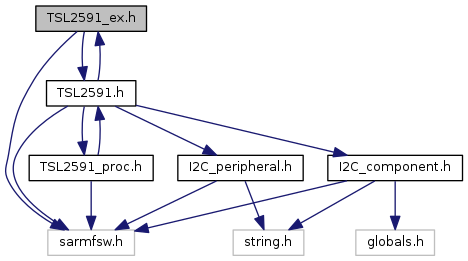 TSL2591_ex.h
TSL2591.h
TSL2591_proc.h
I2C_peripheral.h
I2C_component.h
sarmfsw.h
string.h
globals.h